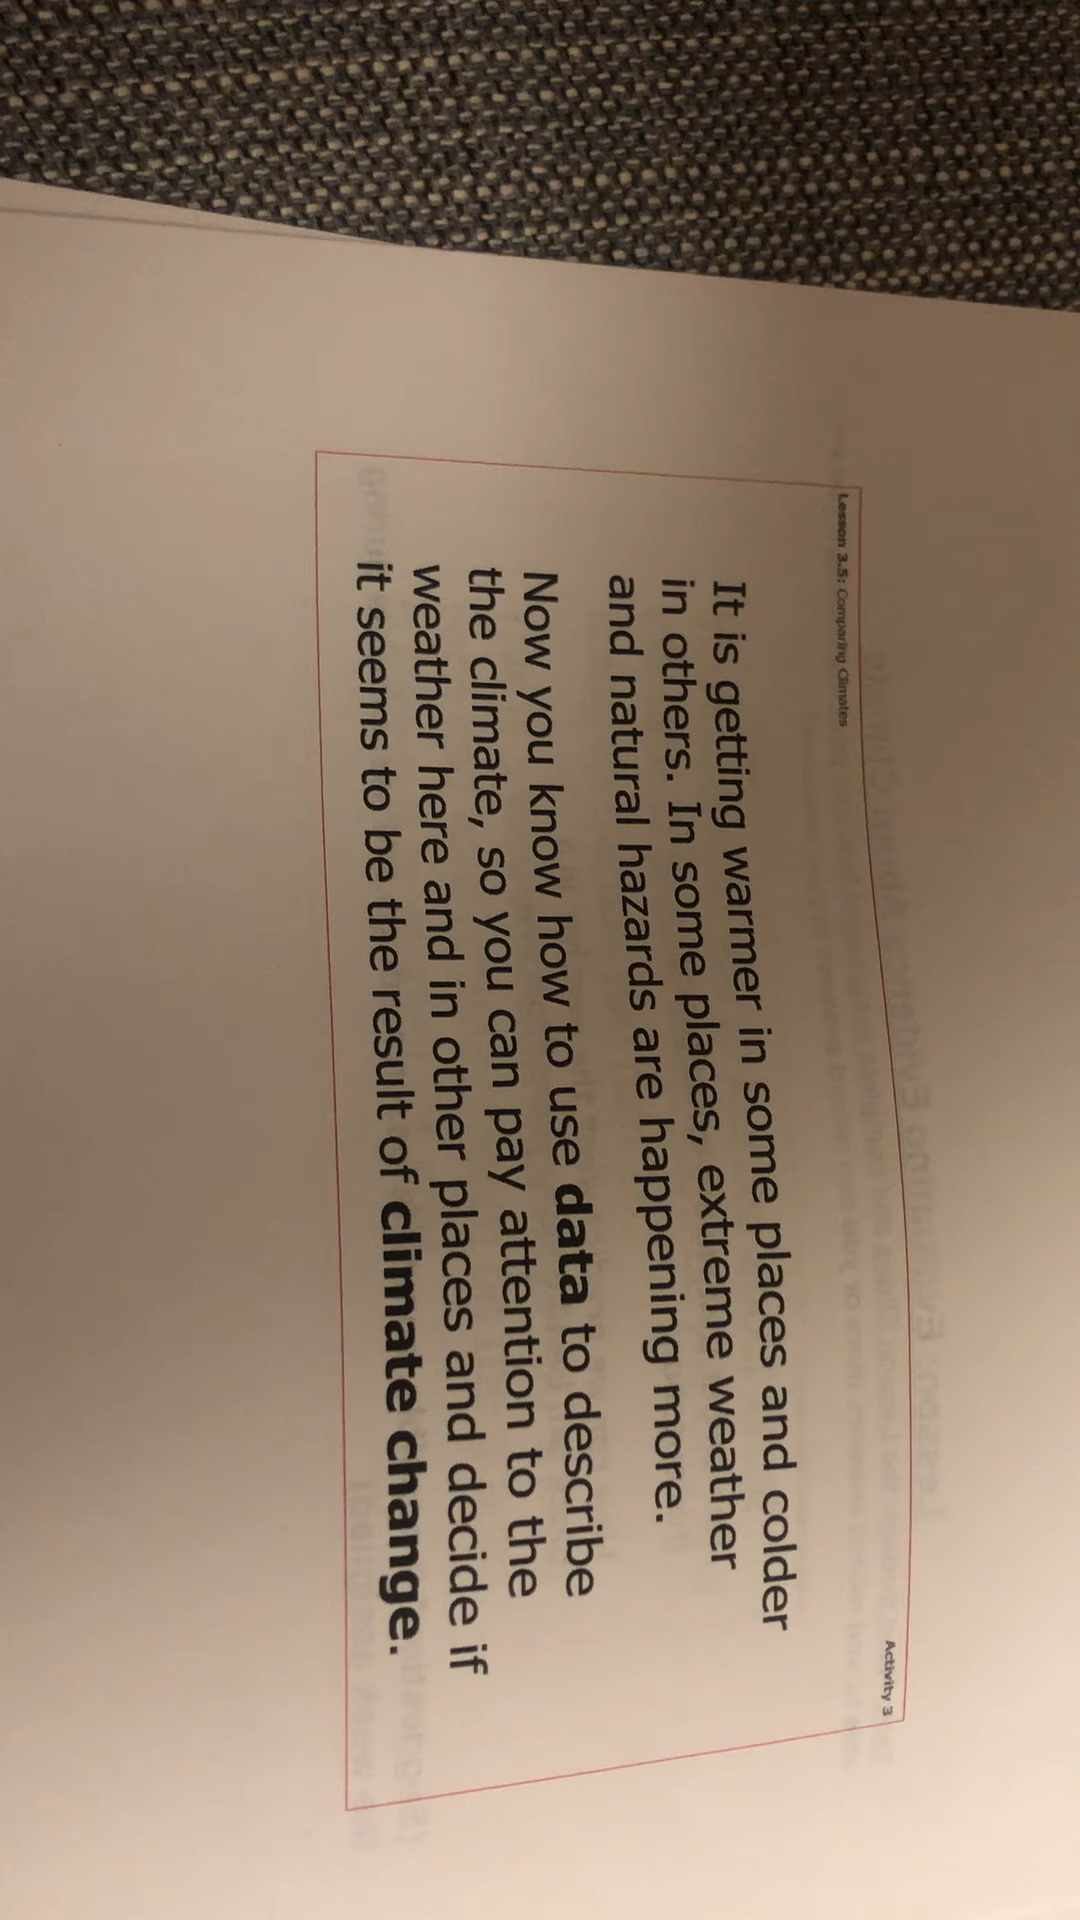 Lesson 3.5: Comparing Climates
Activity 3
It is getting warmer in some places and colder
in others. In some places, extreme weather
and natural hazards are happening more.
Now you know how to use data to describe
the climate, so you can pay attention to the
weather here and in other places and decide if
it seems to be the result of climate change.